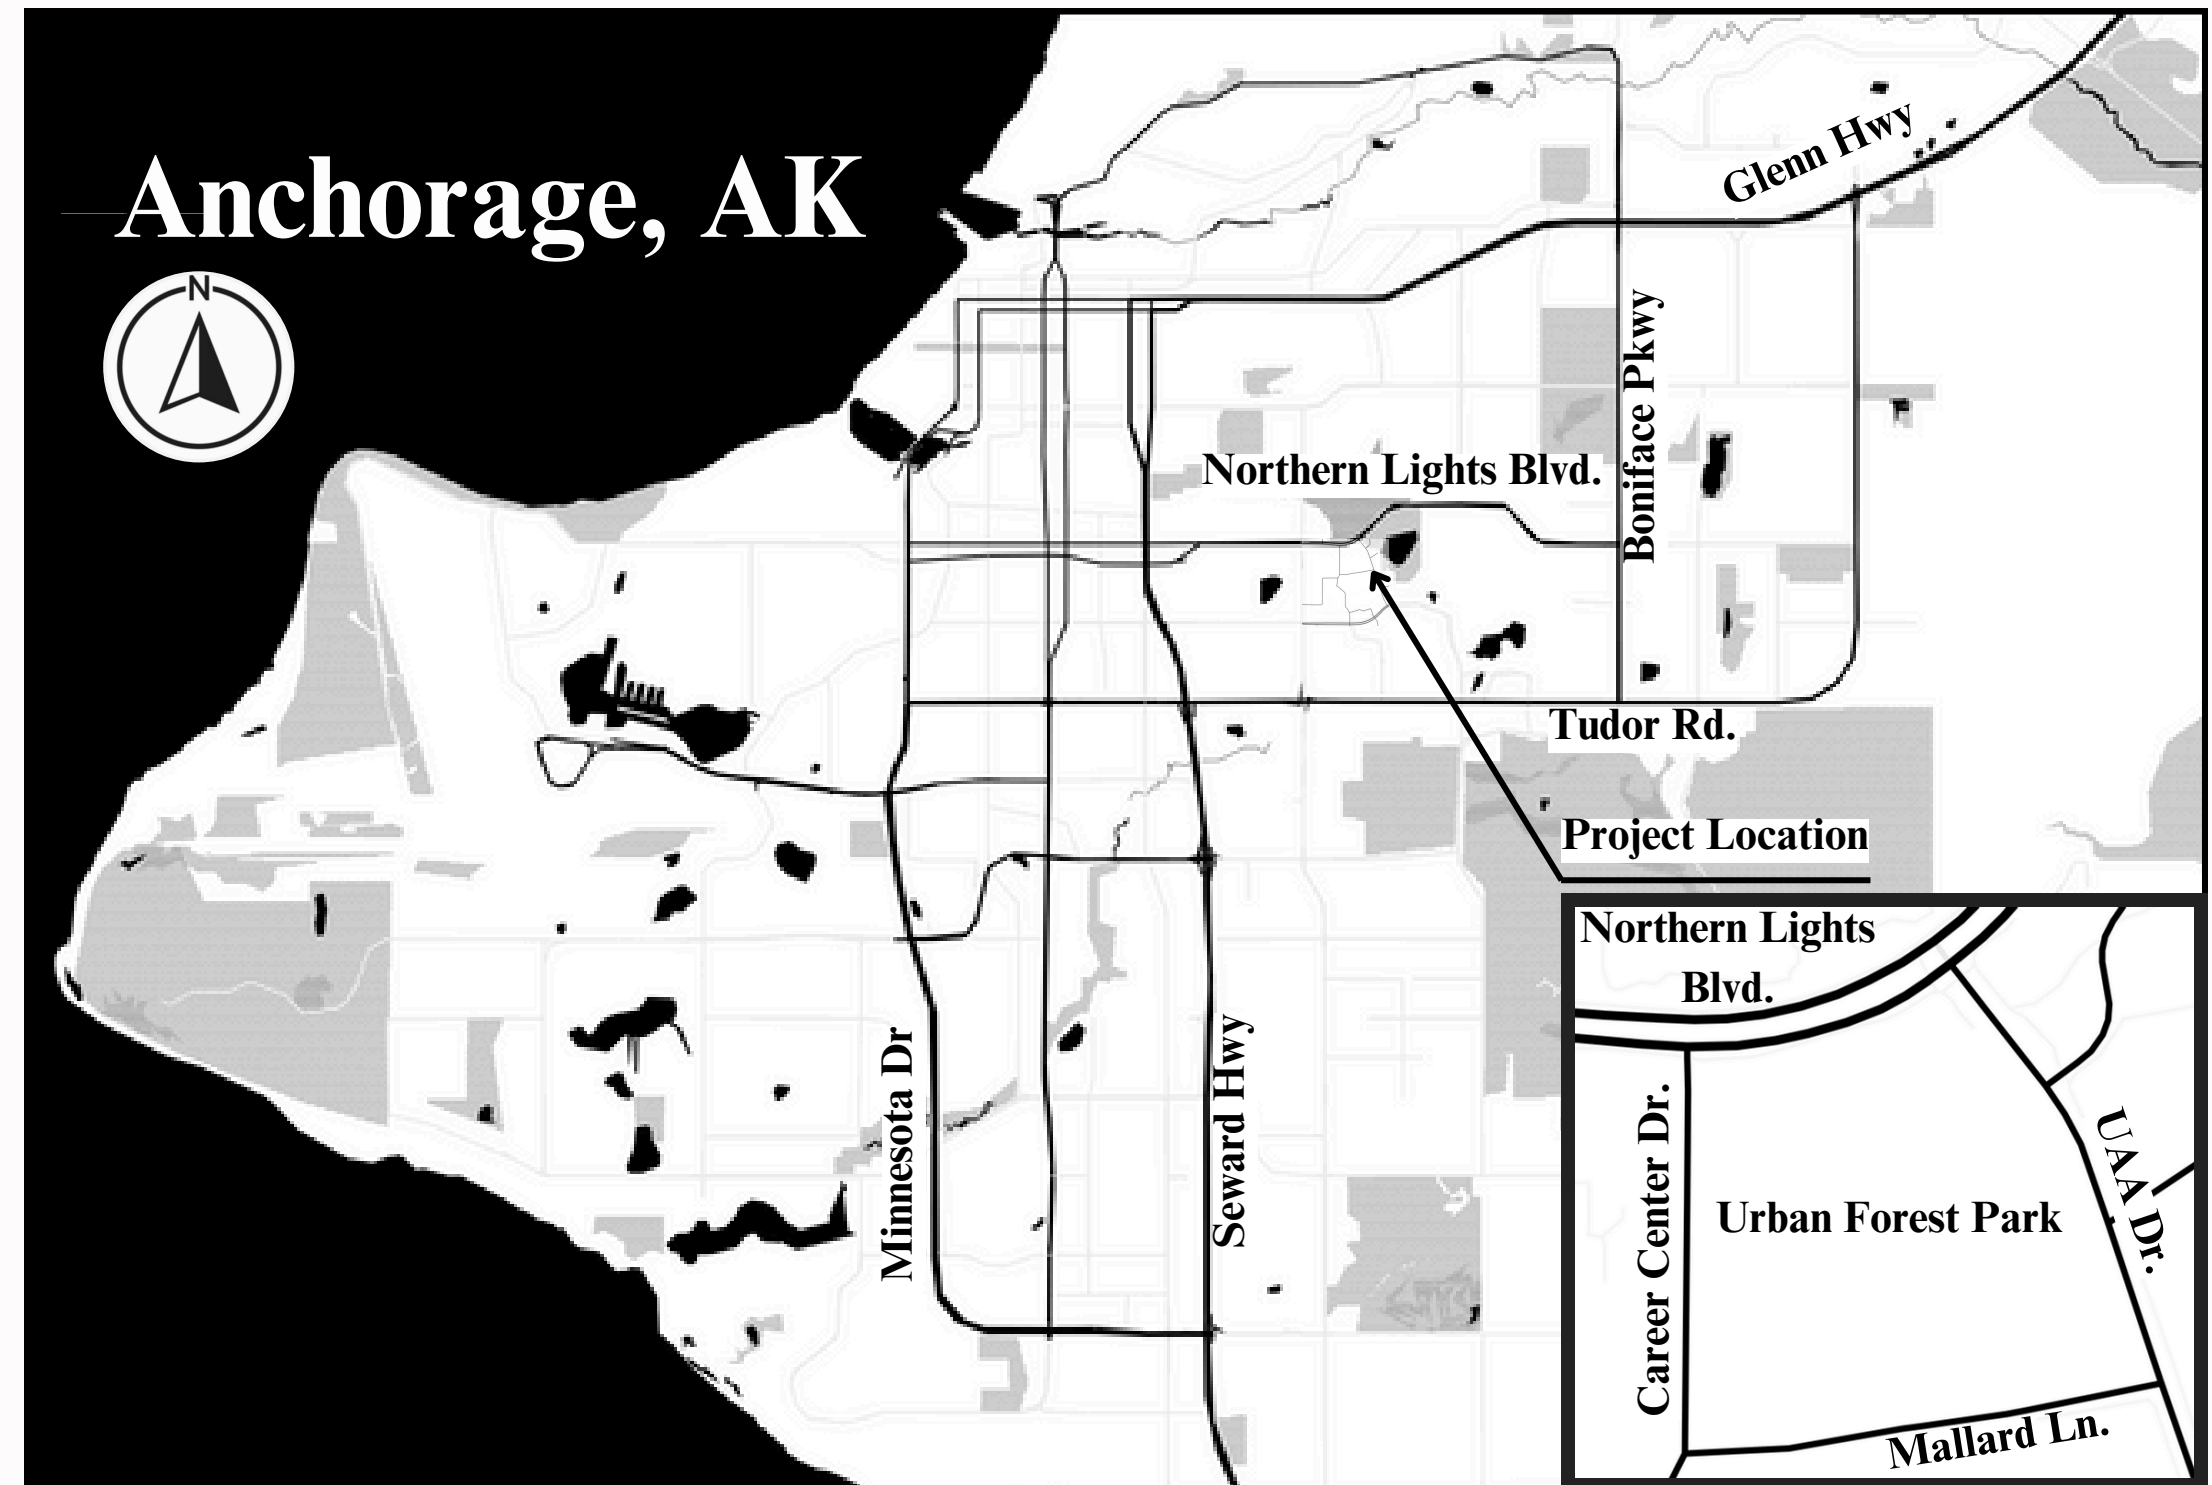 Anchorage, AK
N
Glenn Hwy
Boniface Pkwy
Northern Lights Blvd.
Tudor Rd.
Project Location
Minnesota Dr
Seward Hwy
Northern Lights
Blvd.
Career Center Dr.
UAA Dr.
Urban Forest Park
Mallard Ln.